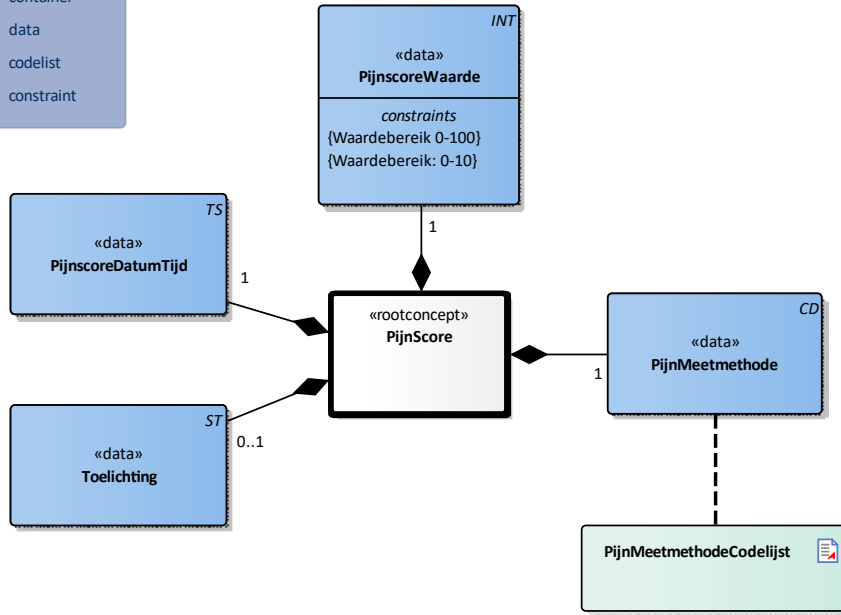 container
data
codelist
constraint
INT
«data»
PijnscoreWaarde
constraints
{Waardebereik 0-100}
{Waardebereik: 0-10}
1
TS
«data»
PijnscoreDatumTijd
1
«rootconcept»
PijnScore
CD
«data»
PijnMeetmethode
1
ST
«data»
Toelichting
0..1
PijnMeetmethodeCodelijst